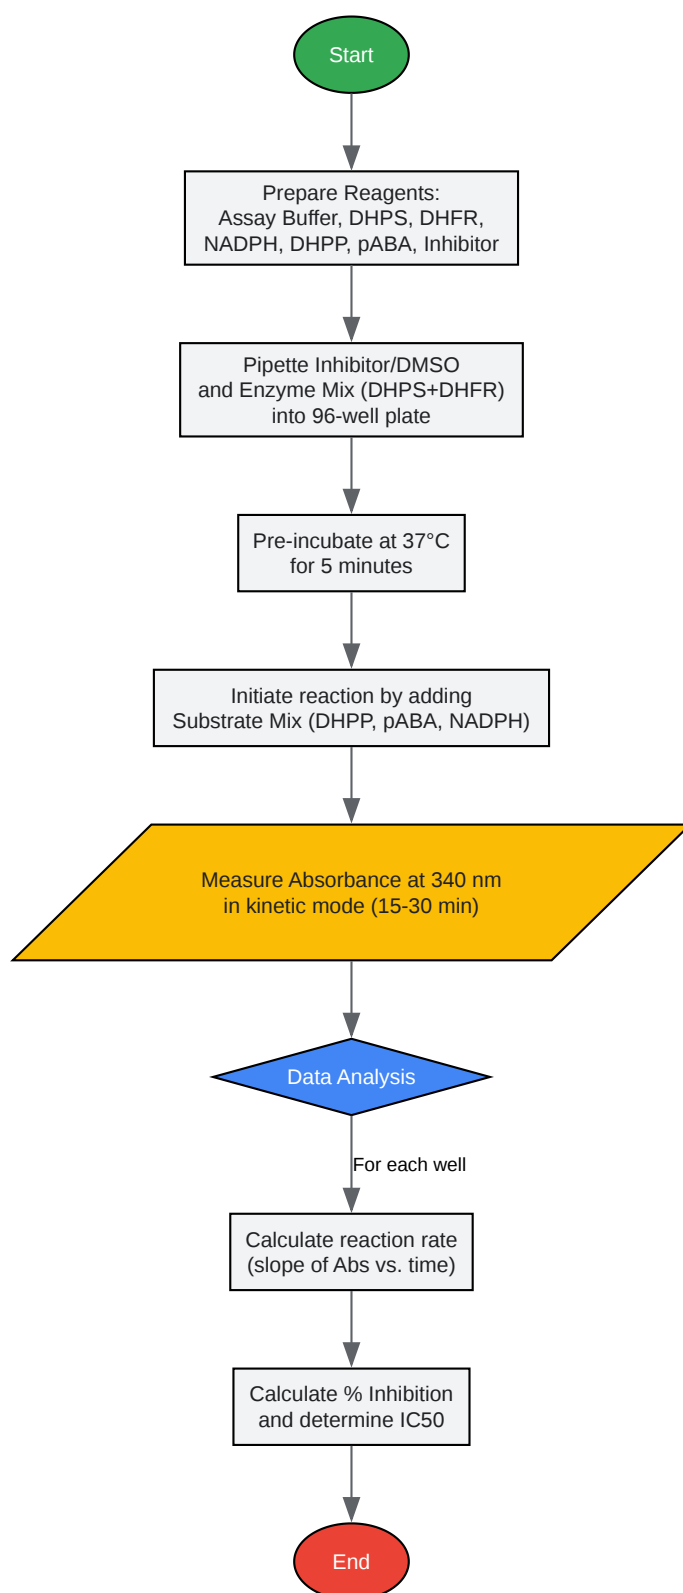 Start
Prepare Reagents:
Assay Buffer, DHPS, DHFR,
NADPH, DHPP, pABA, Inhibitor
Pipette Inhibitor/DMSO
and Enzyme Mix (DHPS+DHFR)
into 96-well plate
Pre-incubate at 37°C
for 5 minutes
Initiate reaction by adding
Substrate Mix (DHPP, pABA, NADPH)
Measure Absorbance at 340 nm
in kinetic mode (15-30 min)
Data Analysis
For each well
Calculate reaction rate
(slope of Abs vs. time)
Calculate % Inhibition
and determine IC50
End